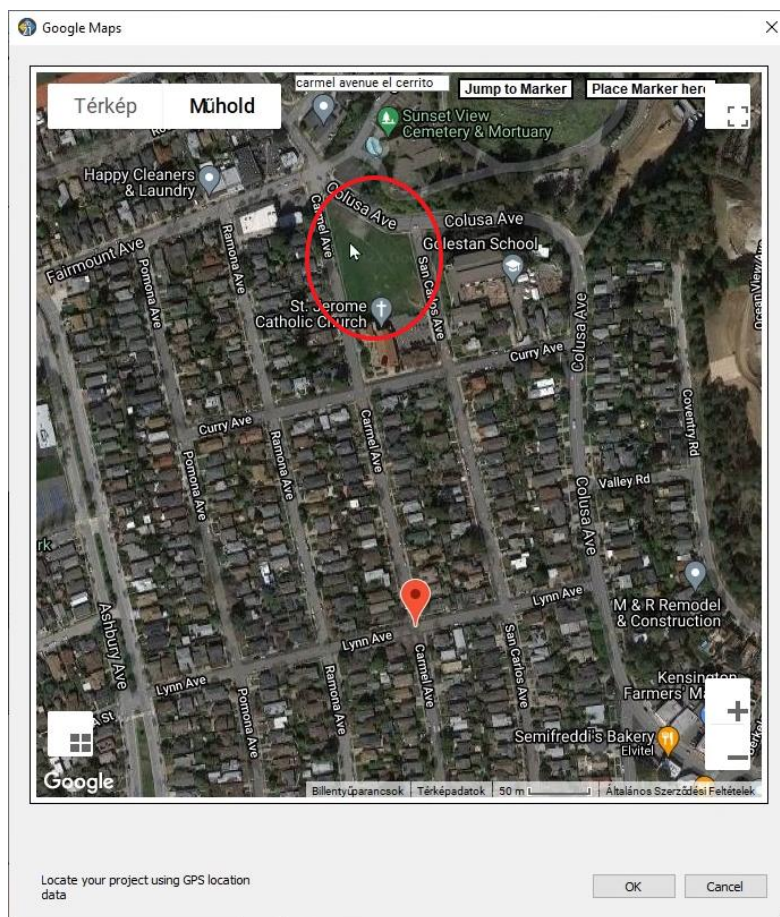 Google Maps
Térkép
Műhold
carmel avenue el cerrito
Jump to Marker
Place Marker here
Sunset View
Cemetery & Mortuary
Happy Cleaners
& Laundry
Fairmount Ave
Carmel Ave
Colusa Ave
Colusa Ave
Golestan School
Pomona Ave
Ramona Ave
San Carlos Ave
St. Jerome
Catholic Church
Colusa Ave
Ocean View Ave
Curry Ave
Curry Ave
Coventry Rd
Carmel Ave
Ramona Ave
Pomona Ave
Valley Rd
Colusa Ave
rk
Ashbury Ave
Lynn Ave
M & R Remodel
& Construction
Lynn Ave
San Carlos Ave
Carmel Ave
Ramona Ave
Lynn Ave
Pomona Ave
Kensington
Farmers' Ma
A St
Semifreddi's Bakery
Elvitel
Google
Billentyűparancsok
Térképadatok
50 m
Általános Szerződési Feltételek
Locate your project using GPS location
data
OK
Cancel